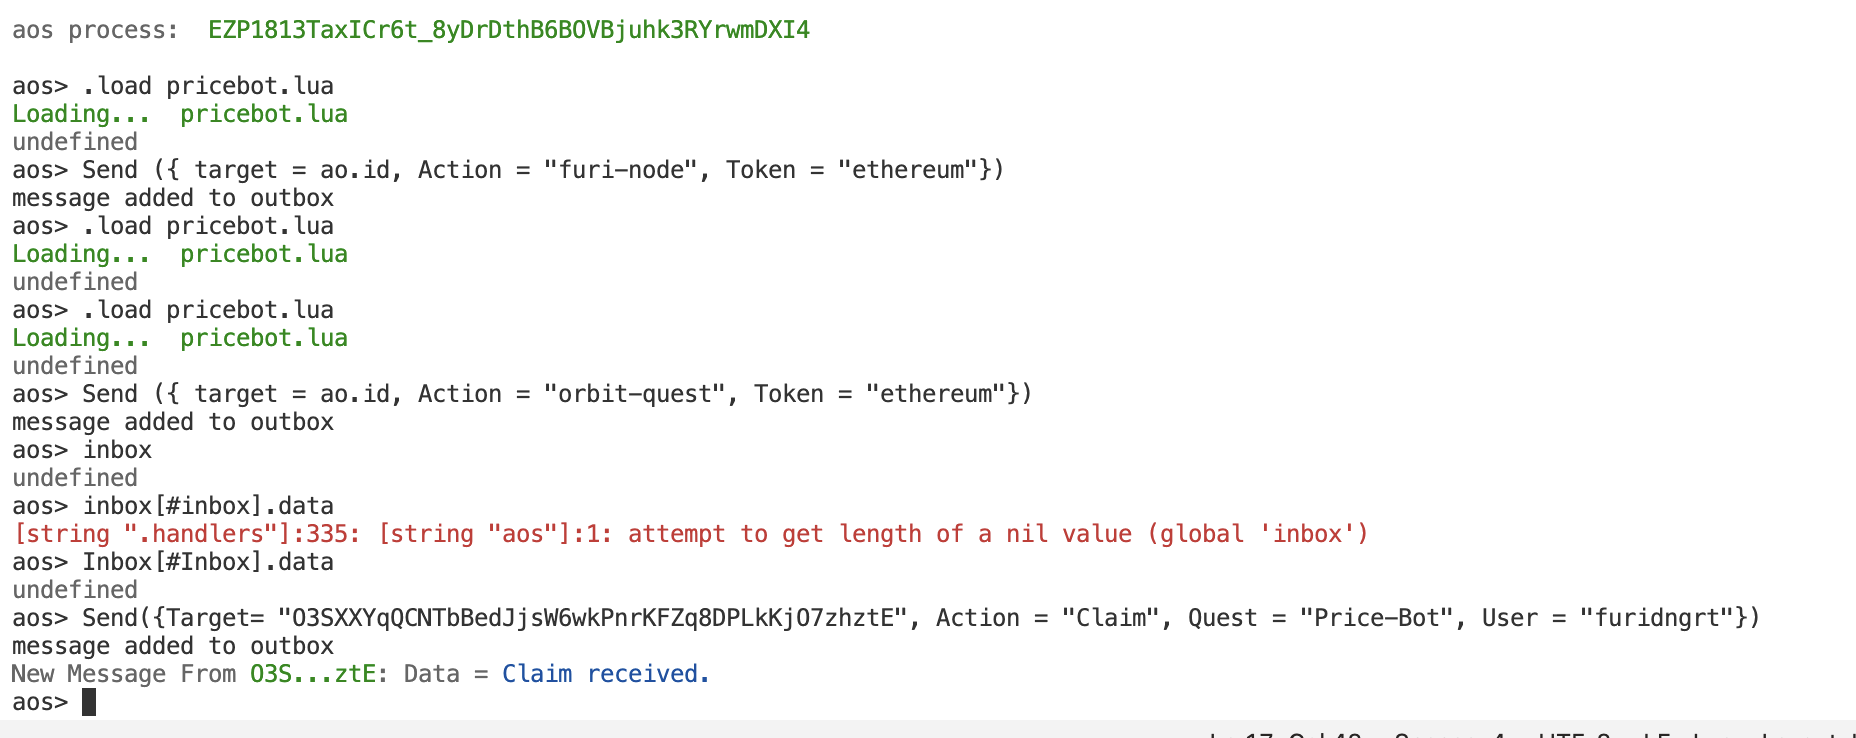 aos process:  EZP1813TaxICr6t_8yDrDthB6BOVBjuhk3RYrwmDXI4
aos> .load pricebot.lua
Loading...  pricebot.lua
undefined
aos> Send ({ target = ao.id, Action = "furi-node", Token = "ethereum"})
message added to outbox
aos> .load pricebot.lua
Loading...  pricebot.lua
undefined
aos> .load pricebot.lua
Loading...  pricebot.lua
undefined
aos> Send ({ target = ao.id, Action = "orbit-quest", Token = "ethereum"})
message added to outbox
aos> inbox
undefined
aos> inbox[#inbox].data
[string ".handlers"]:335: [string "aos"]:1: attempt to get length of a nil value (global 'inbox')
aos> Inbox[#Inbox].data
undefined
aos> Send({Target= "O3SXXYqQCNTbBedJjsW6wkPnrKFZq8DPLkKjO7zhztE", Action = "Claim", Quest = "Price-Bot", User = "furidngrt"})
message added to outbox
New Message From O3S...ztE: Data = Claim received.
aos>